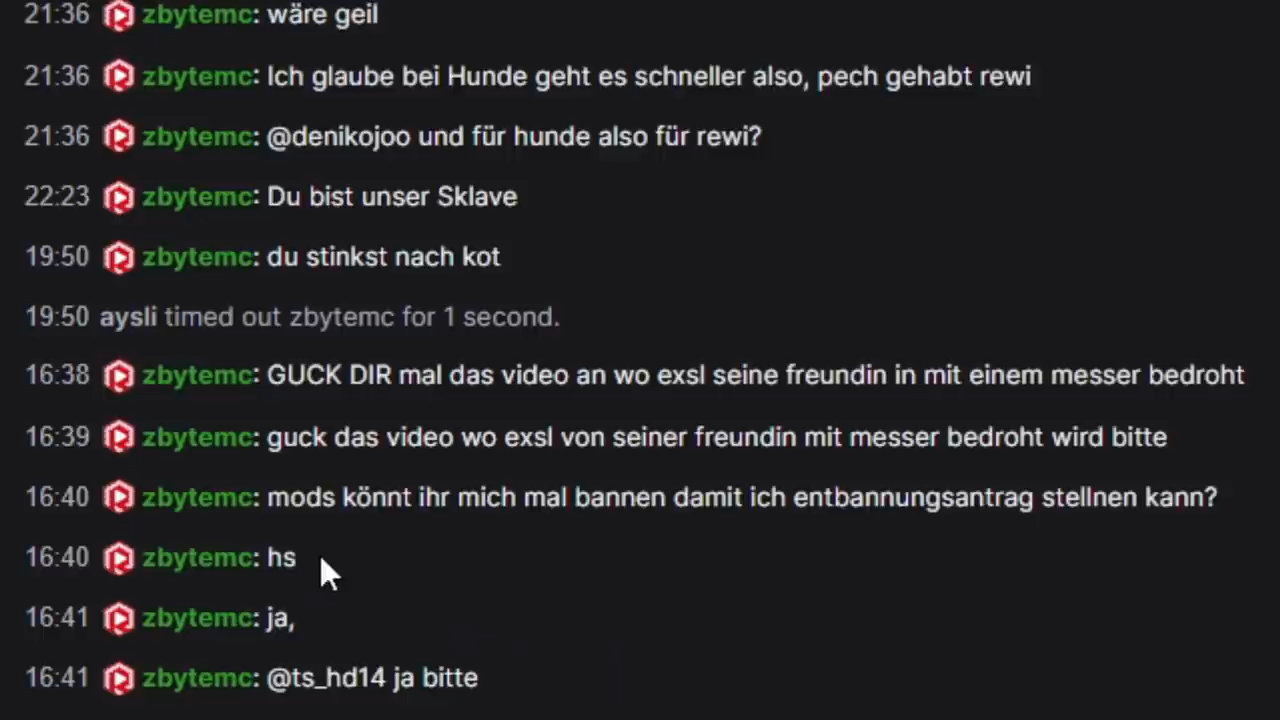 21:36 zbytemc: wäre geil
21:36 zbytemc: Ich glaube bei Hunde geht es schneller also, pech gehabt rewi
21:36 zbytemc: @denikojoo und für hunde also für rewi?
22:23 zbytemc: Du bist unser Sklave
19:50 zbytemc: du stinkst nach kot
19:50 aysli timed out zbytemc for 1 second.
16:38 zbytemc: GUCK DIR mal das video an wo exsl seine freundin in mit einem messer bedroht
16:39 zbytemc: guck das video wo exsl von seiner freundin mit messer bedroht wird bitte
16:40 zbytemc: mods könnt ihr mich mal bannen damit ich entbannungsantrag stellnen kann?
16:40 zbytemc: hs
16:41 zbytemc: ja,
16:41 zbytemc: @ts_hd14 ja bitte